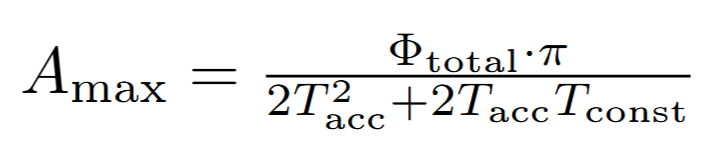 A_max = Φ_total·π / (2T_acc^2+2T_acc T_const)